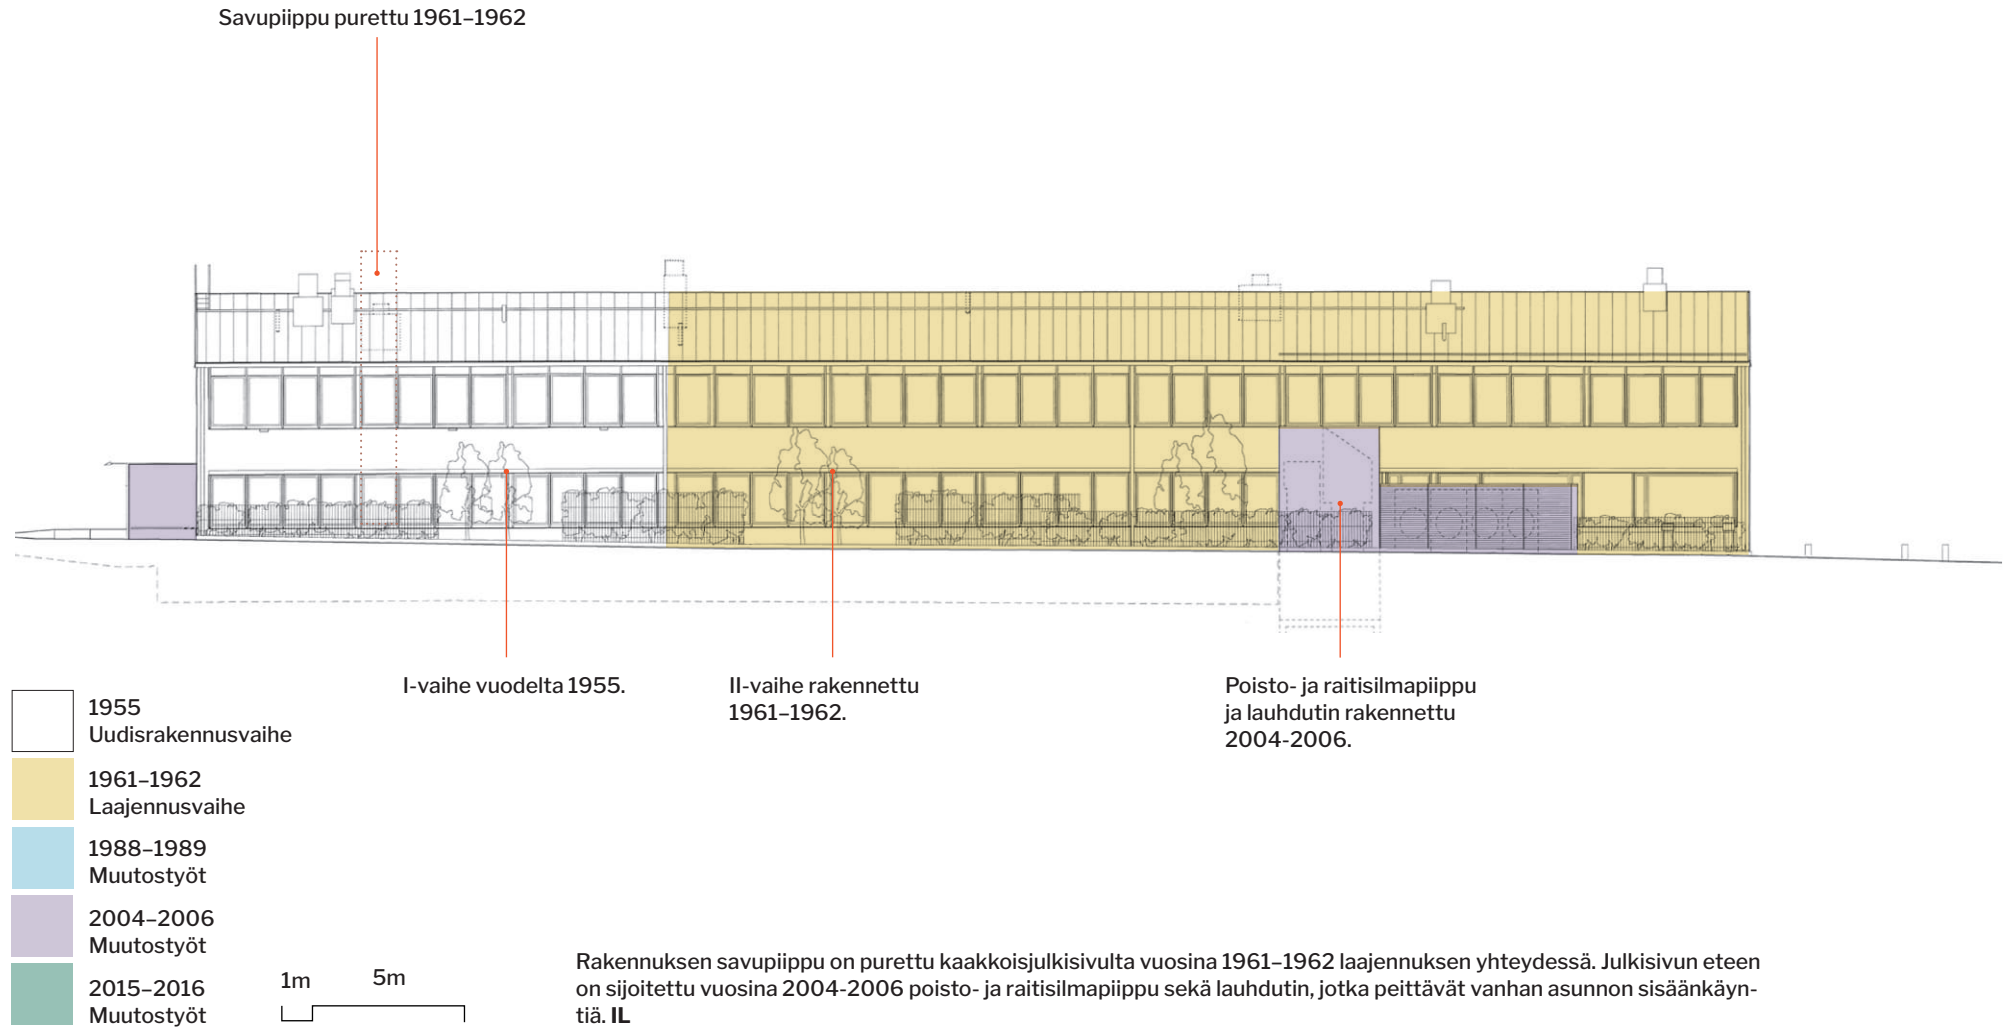 Savupiippu purettu 1961–1962
I-vaihe vuodelta 1955.
II-vaihe rakennettu
1961–1962.
Poisto- ja raitisilmapiippu
ja lauhdutin rakennettu
2004-2006.
1955
Uudisrakennusvaihe
1961–1962
Laajennusvaihe
1988–1989
Muutostyöt
2004–2006
Muutostyöt
2015–2016
Muutostyöt
1m 5m
Rakennuksen savupiippu on purettu kaakkoisjulkisivulta vuosina 1961–1962 laajennuksen yhteydessä. Julkisivun eteen
on sijoitettu vuosina 2004-2006 poisto- ja raitisilmapiippu sekä lauhdutin, jotka peittävät vanhan asunnon sisäänkäyn-
tiä. IL